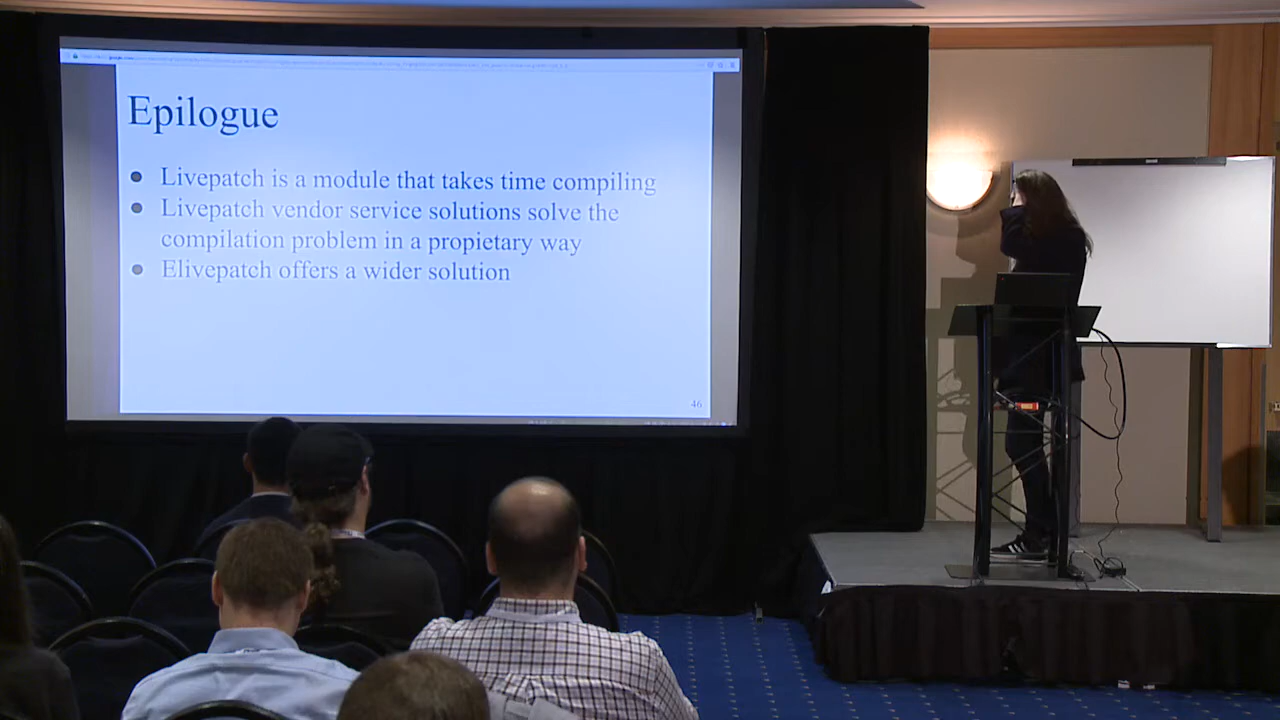 Epilogue
Livepatch is a module that takes time compiling
Livepatch vendor service solutions solve the
compilation problem in a propietary way
Elivepatch offers a wider solution
46